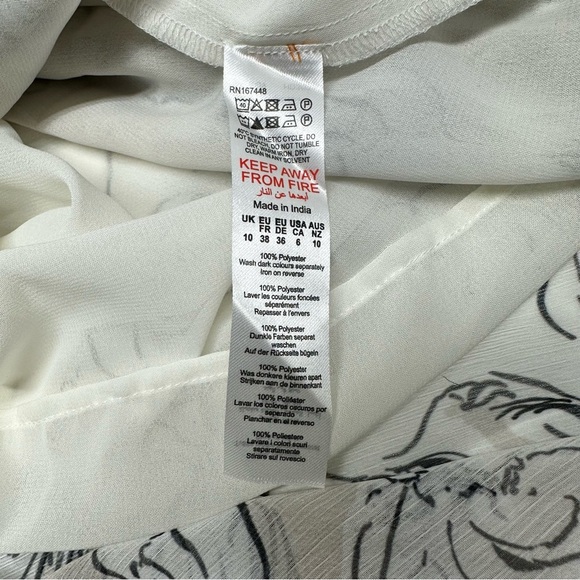 RN167448
40
40°C SYNTHETIC CYCLE, DO
NOT BLEACH, DO NOT TUMBLE
DRY, WARM IRON, DRY
CLEAN IN ANY SOLVENT
KEEP AWAY
FROM FIRE
أبعدها عن النار
Made in India
UK EU EU USA AUS
FR DE CA NZ
10 38 36 6 10
100% Polyester
Wash dark colours separately
Iron on reverse
100% Polyester
Laver les couleurs foncées
séparément
Repasser à l'envers
100% Polyester
Dunkle Farben separat
waschen
Auf der Rückseite bügeln
100% Polyester
Was donkere kleuren apart
Strijken aan de binnenkant
100% Poliéster
Lavar los colores oscuros por
separado
Planchar en el reverso
100% Poliestere
Lavare i colori scuri
separatamente
Stirare sul rovescio